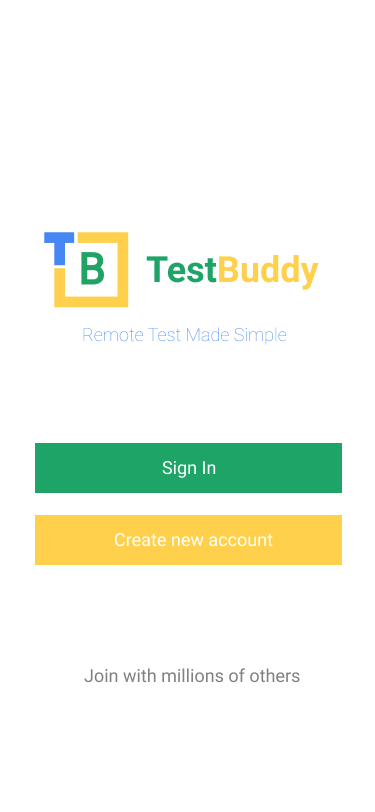 TB TestBuddy
Remote Test Made Simple
Sign In
Create new account
Join with millions of others